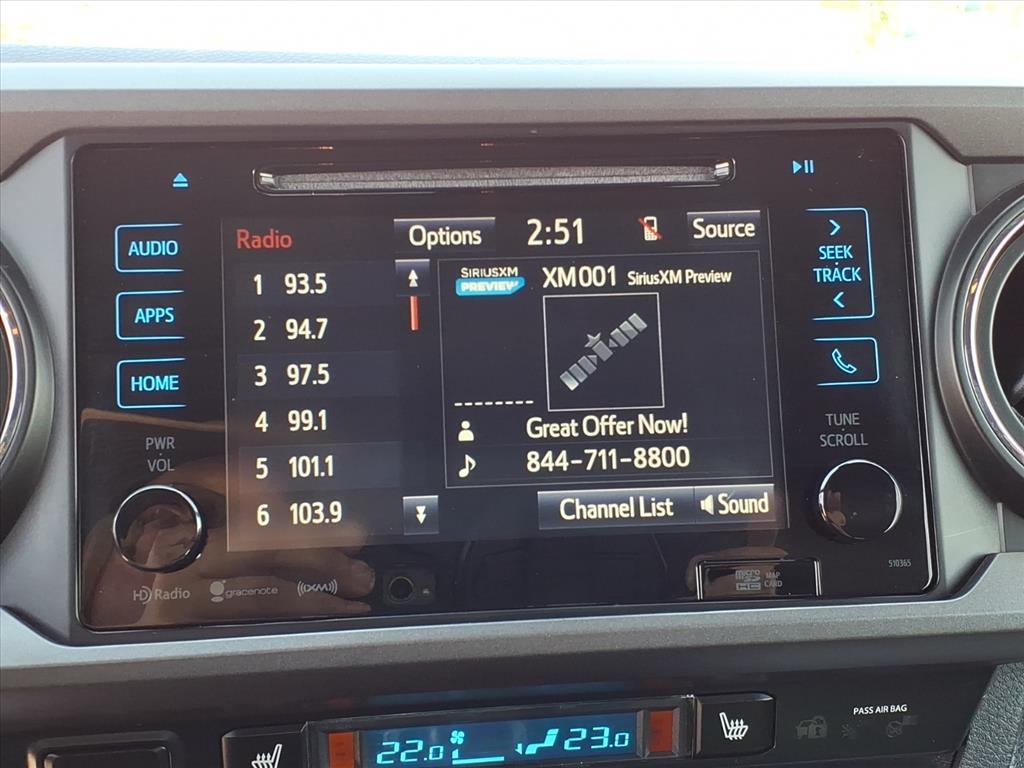 AUDIO
APPS
HOME
PWR
VOL
Radio
Options
2:51
Source
1 93.5
2 94.7
3 97.5
4 99.1
5 101.1
6 103.9
SIRIUSXM
PREVIEW
XM001 SiriusXM Preview
--------
Great Offer Now!
844-711-8800
Channel List
Sound
SEEK
TRACK
TUNE
SCROLL
HD Radio
gracenote
((XM))
micro
SD
HC
MAP
CARD
510365
22.0
23.0
PASS AIR BAG